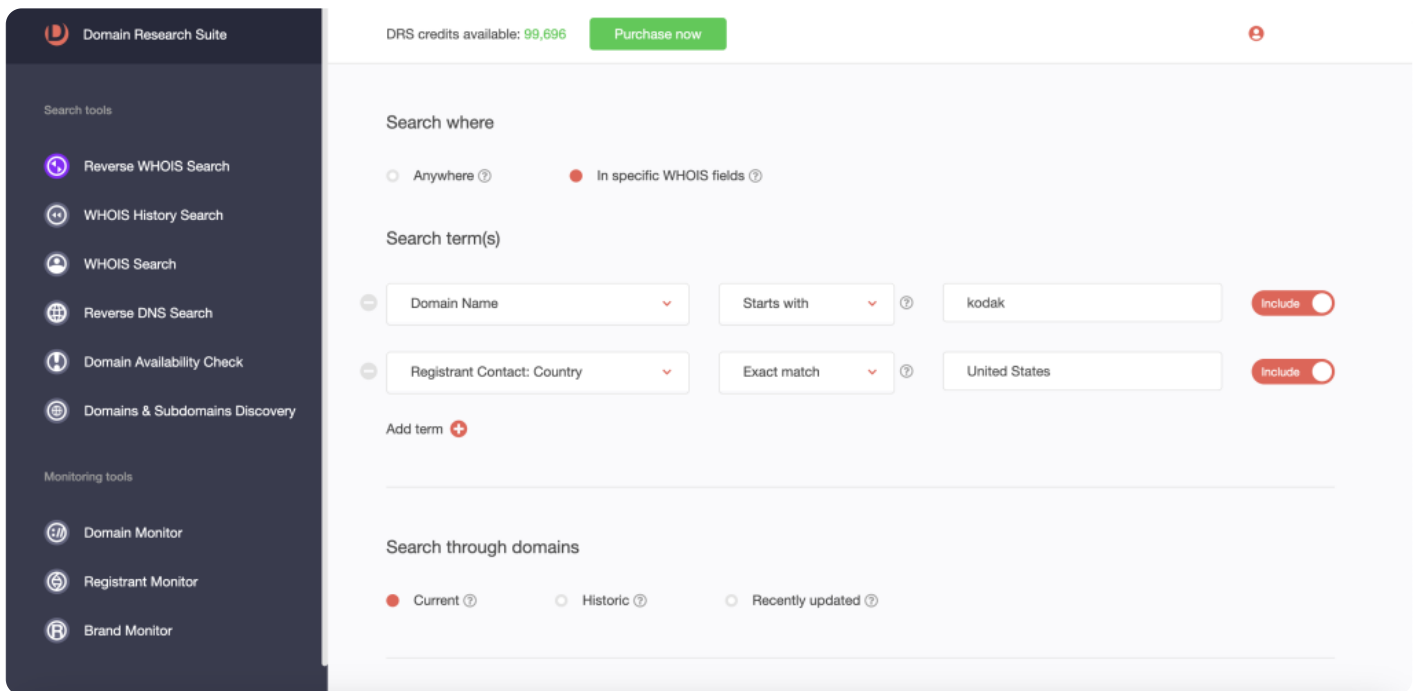 Domain Research Suite
DRS credits available: 99,696
Purchase now
Search tools
Reverse WHOIS Search
WHOIS History Search
WHOIS Search
Reverse DNS Search
Domain Availability Check
Domains & Subdomains Discovery
Monitoring tools
Domain Monitor
Registrant Monitor
Brand Monitor
Search where
Anywhere ?
In specific WHOIS fields ?
Search term(s)
Domain Name
Starts with
?
kodak
Include
Registrant Contact: Country
Exact match
?
United States
Include
Add term
Search through domains
Current ?
Historic ?
Recently updated ?